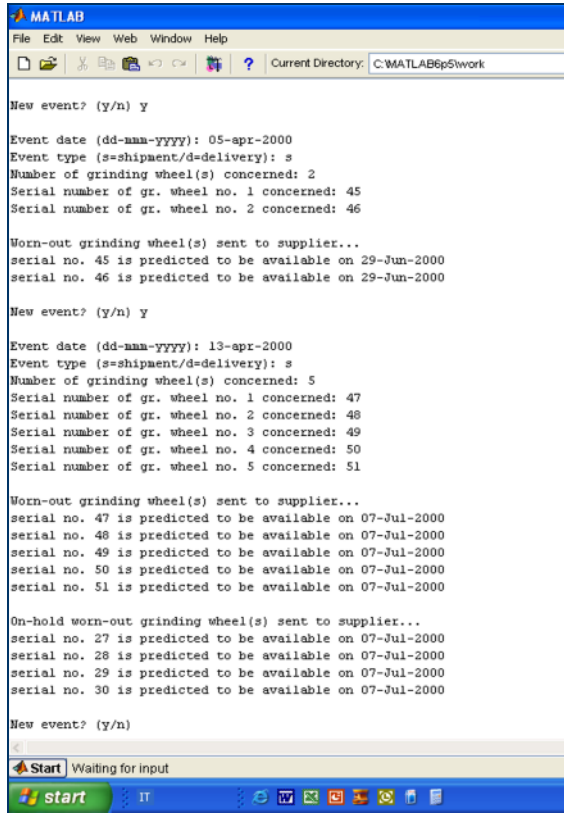 MATLAB
File Edit View Web Window Help
? Current Directory: C:\MATLAB6p5\work
New event? (y/n) y
Event date (dd-mmm-yyyy): 05-apr-2000
Event type (s=shipment/d=delivery): s
Number of grinding wheel(s) concerned: 2
Serial number of gr. wheel no. 1 concerned: 45
Serial number of gr. wheel no. 2 concerned: 46
Worn-out grinding wheel(s) sent to supplier...
serial no. 45 is predicted to be available on 29-Jun-2000
serial no. 46 is predicted to be available on 29-Jun-2000
New event? (y/n) y
Event date (dd-mmm-yyyy): 13-apr-2000
Event type (s=shipment/d=delivery): s
Number of grinding wheel(s) concerned: 5
Serial number of gr. wheel no. 1 concerned: 47
Serial number of gr. wheel no. 2 concerned: 48
Serial number of gr. wheel no. 3 concerned: 49
Serial number of gr. wheel no. 4 concerned: 50
Serial number of gr. wheel no. 5 concerned: 51
Worn-out grinding wheel(s) sent to supplier...
serial no. 47 is predicted to be available on 07-Jul-2000
serial no. 48 is predicted to be available on 07-Jul-2000
serial no. 49 is predicted to be available on 07-Jul-2000
serial no. 50 is predicted to be available on 07-Jul-2000
serial no. 51 is predicted to be available on 07-Jul-2000
On-hold worn-out grinding wheel(s) sent to supplier...
serial no. 27 is predicted to be available on 07-Jul-2000
serial no. 28 is predicted to be available on 07-Jul-2000
serial no. 29 is predicted to be available on 07-Jul-2000
serial no. 30 is predicted to be available on 07-Jul-2000
New event? (y/n)
Start Waiting for input
start IT